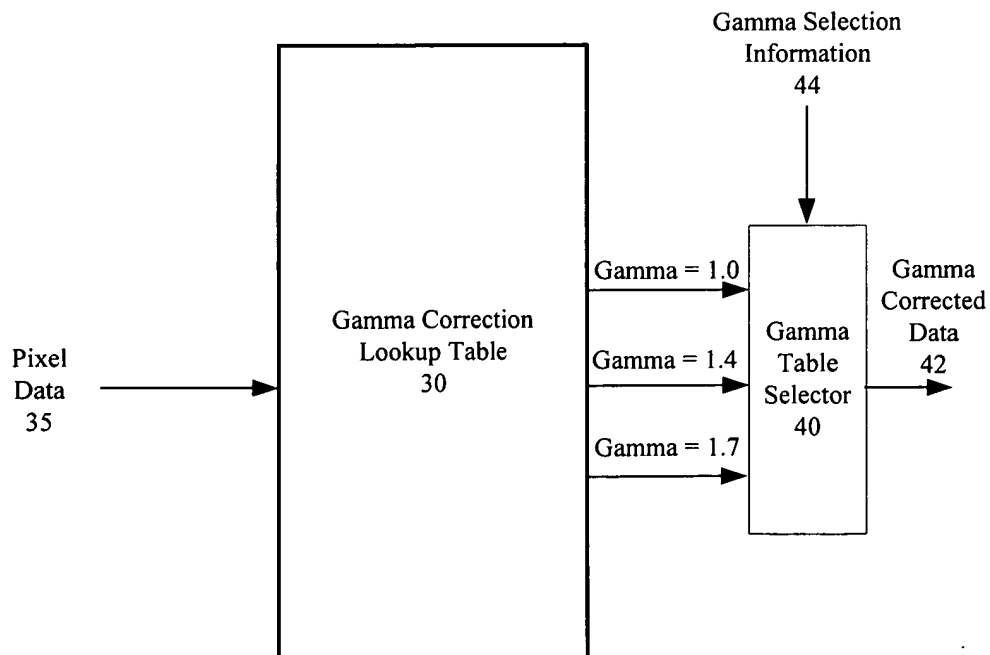 Gamma Selection
Information
44
Gamma = 1.0
Gamma
Corrected
Data
42
Gamma Correction
Lookup Table
30
Gamma
Table
Selector
40
Pixel
Data
35
Gamma = 1.4
Gamma = 1.7